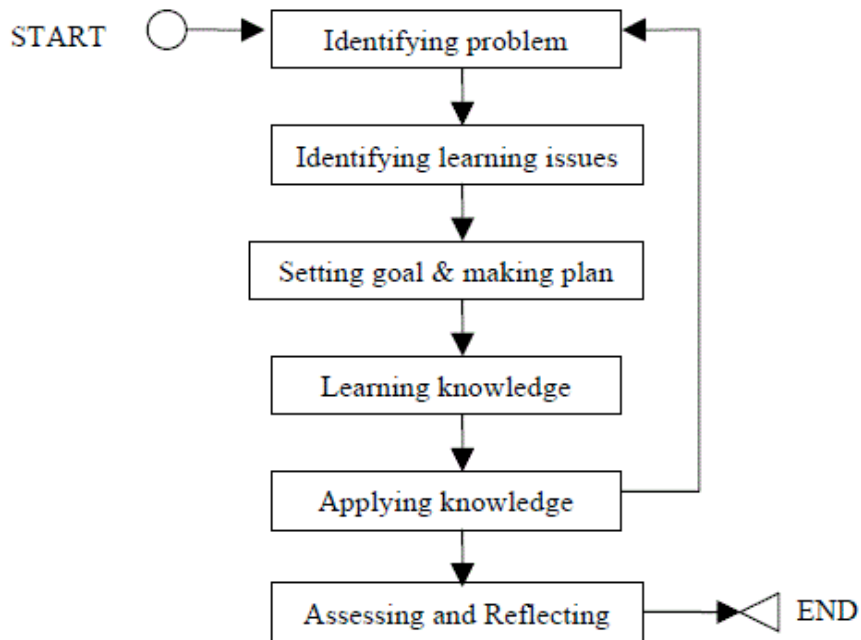 START
Identifying problem
Identifying learning issues
Setting goal & making plan
Learning knowledge
Applying knowledge
Assessing and Reflecting
END